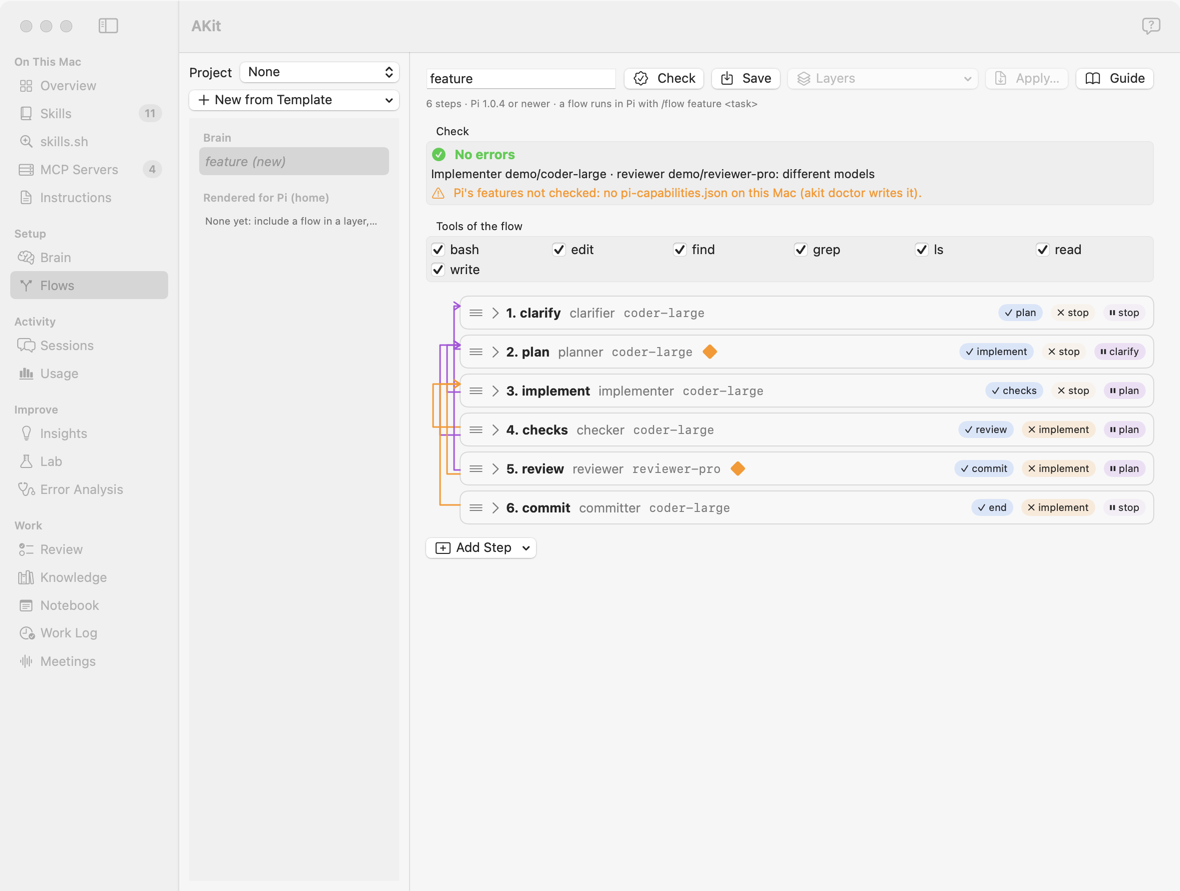 AKit
On This Mac
Overview
Skills 11
skills.sh
MCP Servers 4
Instructions
Setup
Brain
Flows
Activity
Sessions
Usage
Improve
Insights
Lab
Error Analysis
Work
Review
Knowledge
Notebook
Work Log
Meetings
Project None
New from Template
Brain
feature (new)
Rendered for Pi (home)
None yet: include a flow in a layer,...
feature Check Save Layers Apply... Guide
6 steps · Pi 1.0.4 or newer · a flow runs in Pi with /flow feature <task>
Check
No errors
Implementer demo/coder-large · reviewer demo/reviewer-pro: different models
Pi's features not checked: no pi-capabilities.json on this Mac (akit doctor writes it).
Tools of the flow
bash edit find grep ls read
write
1. clarify clarifier coder-large plan stop stop
2. plan planner coder-large implement stop clarify
3. implement implementer coder-large checks stop plan
4. checks checker coder-large review implement plan
5. review reviewer reviewer-pro commit implement plan
6. commit committer coder-large end implement stop
Add Step